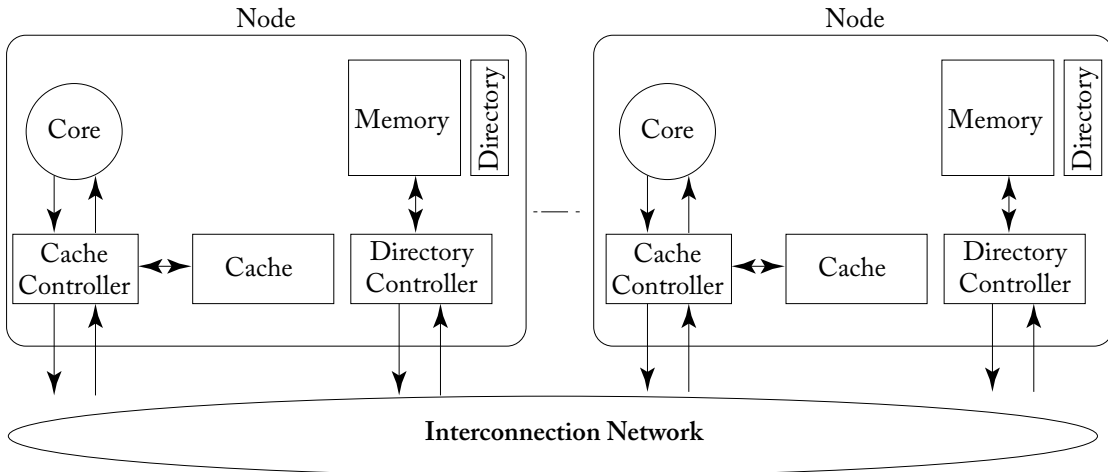 Node
Core
Memory
Directory
Cache
Controller
Cache
Directory
Controller
Node
Core
Memory
Directory
Cache
Controller
Cache
Directory
Controller
Interconnection Network